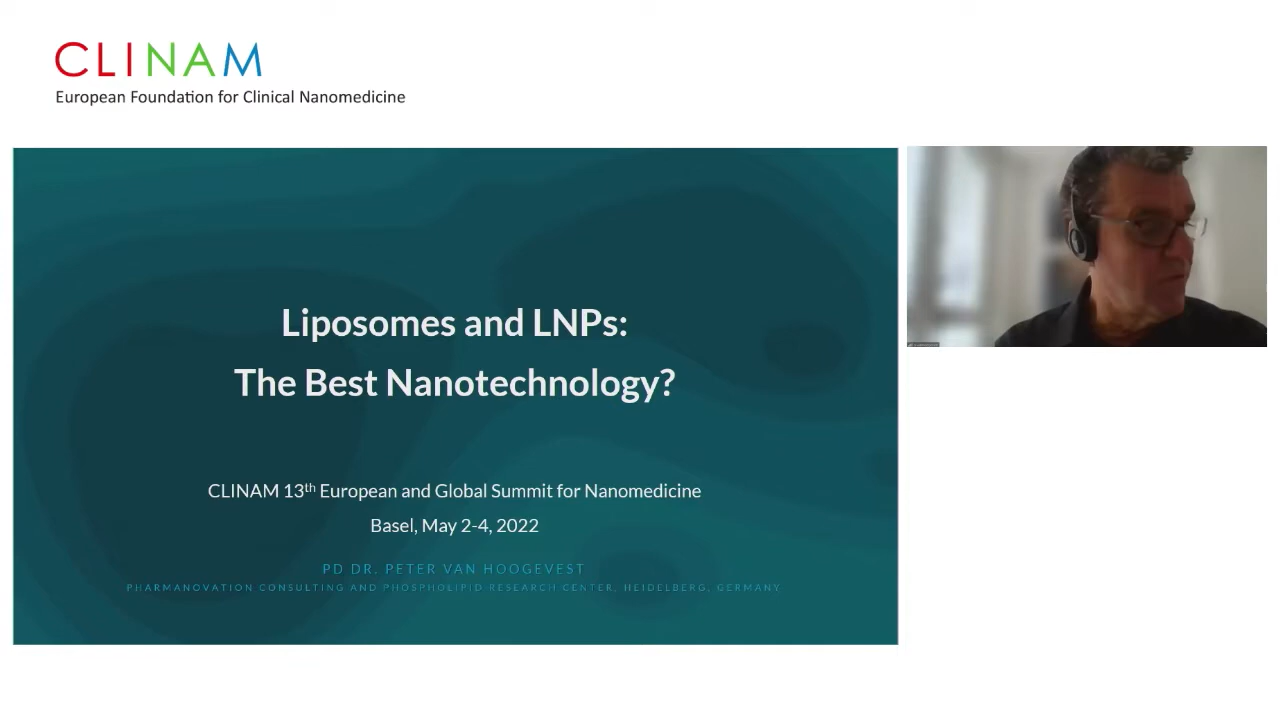 CLINAM
European Foundation for Clinical Nanomedicine
Liposomes and LNPs:
The Best Nanotechnology?
CLINAM 13th European and Global Summit for Nanomedicine
Basel, May 2-4, 2022
PD DR. PETER VAN HOOGEVEST
PHARMANOVATION CONSULTING AND PHOSPHOLIPID RESEARCH CENTER, HEIDELBERG, GERMANY